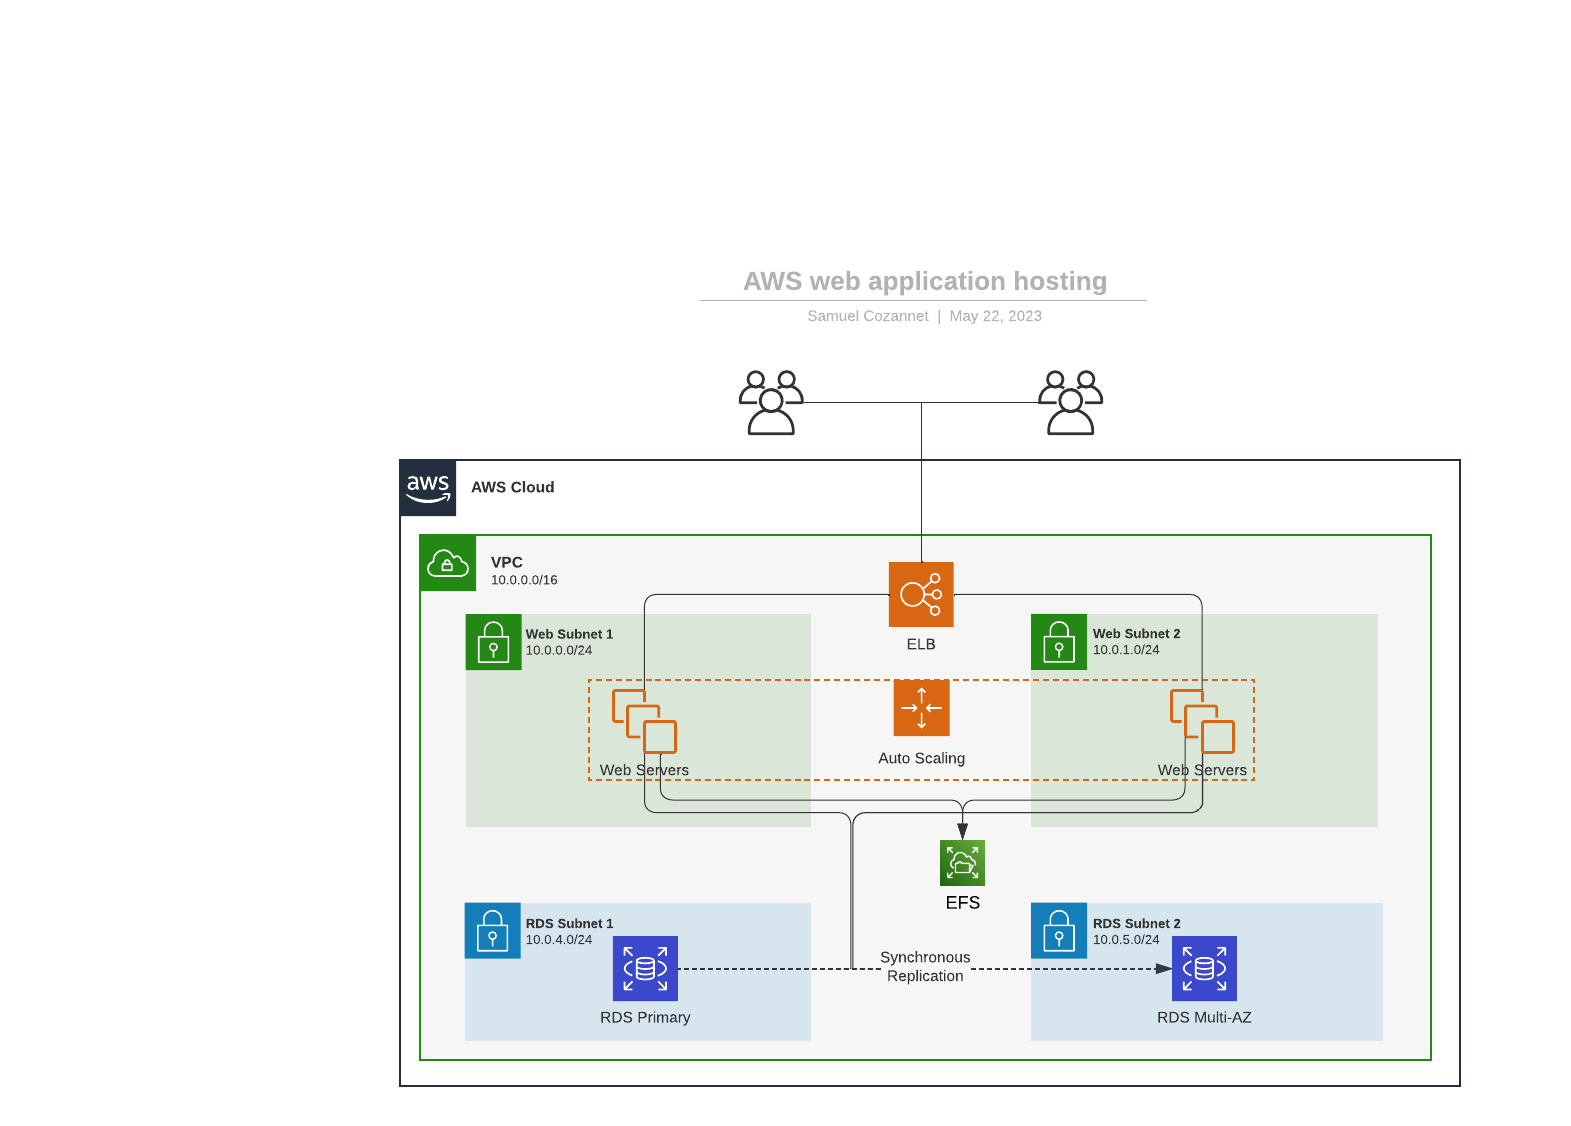 AWS web application hosting
Samuel Cozannet | May 22, 2023
aws
AWS Cloud
VPC
10.0.0.0/16
ELB
Web Subnet 1
10.0.0.0/24
Web Subnet 2
10.0.1.0/24
Auto Scaling
Web Servers
Web Servers
EFS
RDS Subnet 1
10.0.4.0/24
RDS Subnet 2
10.0.5.0/24
Synchronous
Replication
RDS Primary
RDS Multi-AZ